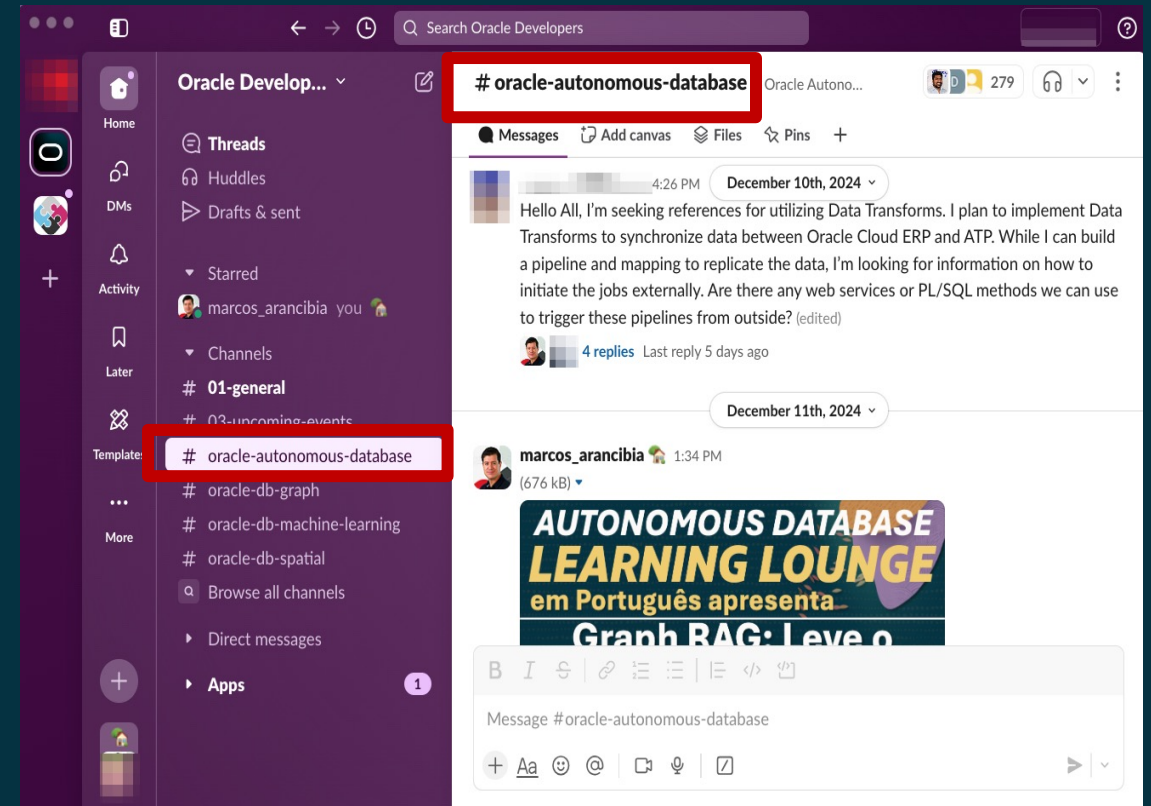 Search Oracle Developers
Home
DMs
Activity
Later
Templates
More
Oracle Develop...
Threads
Huddles
Drafts & sent
Starred
marcos_arancibia you
Channels
# 01-general
# 03-upcoming-events
# oracle-autonomous-database
# oracle-db-graph
# oracle-db-machine-learning
# oracle-db-spatial
Browse all channels
Direct messages
Apps 1
# oracle-autonomous-database Oracle Autono... D 279
Messages Add canvas Files Pins +
4:26 PM December 10th, 2024
Hello All, I'm seeking references for utilizing Data Transforms. I plan to implement Data
Transforms to synchronize data between Oracle Cloud ERP and ATP. While I can build
a pipeline and mapping to replicate the data, I'm looking for information on how to
initiate the jobs externally. Are there any web services or PL/SQL methods we can use
to trigger these pipelines from outside? (edited)
4 replies Last reply 5 days ago
December 11th, 2024
marcos_arancibia 1:34 PM
(676 kB)
AUTONOMOUS DATABASE
LEARNING LOUNGE
em Português apresenta
Graph RAG: Leve o
B I S
Message #oracle-autonomous-database
+ Aa @